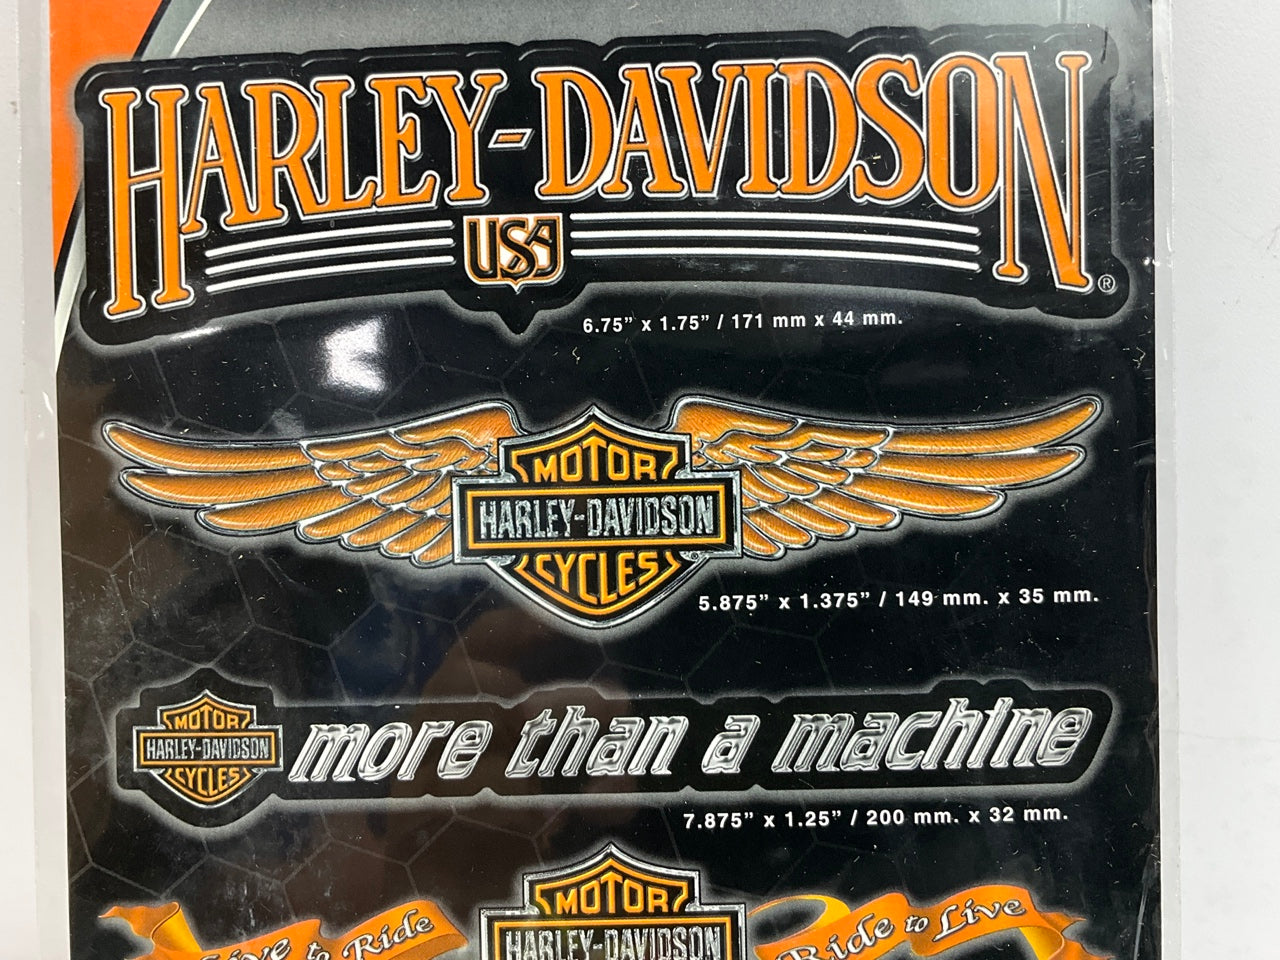 HARLEY-DAVIDSON
USA
®
6.75” x 1.75” / 171 mm x 44 mm.
MOTOR
HARLEY-DAVIDSON
CYCLES
®
5.875” x 1.375” / 149 mm. x 35 mm.
MOTOR
HARLEY-DAVIDSON
CYCLES
more than a machine
7.875” x 1.25” / 200 mm. x 32 mm.
MOTOR
HARLEY-DAVIDSON
Live to Ride
Ride to Live